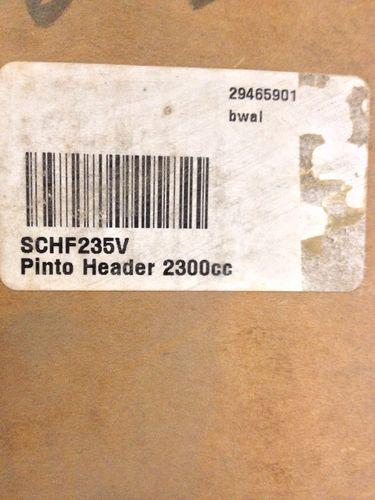 29465901
bwal
SCHF235V
Pinto Header 2300cc